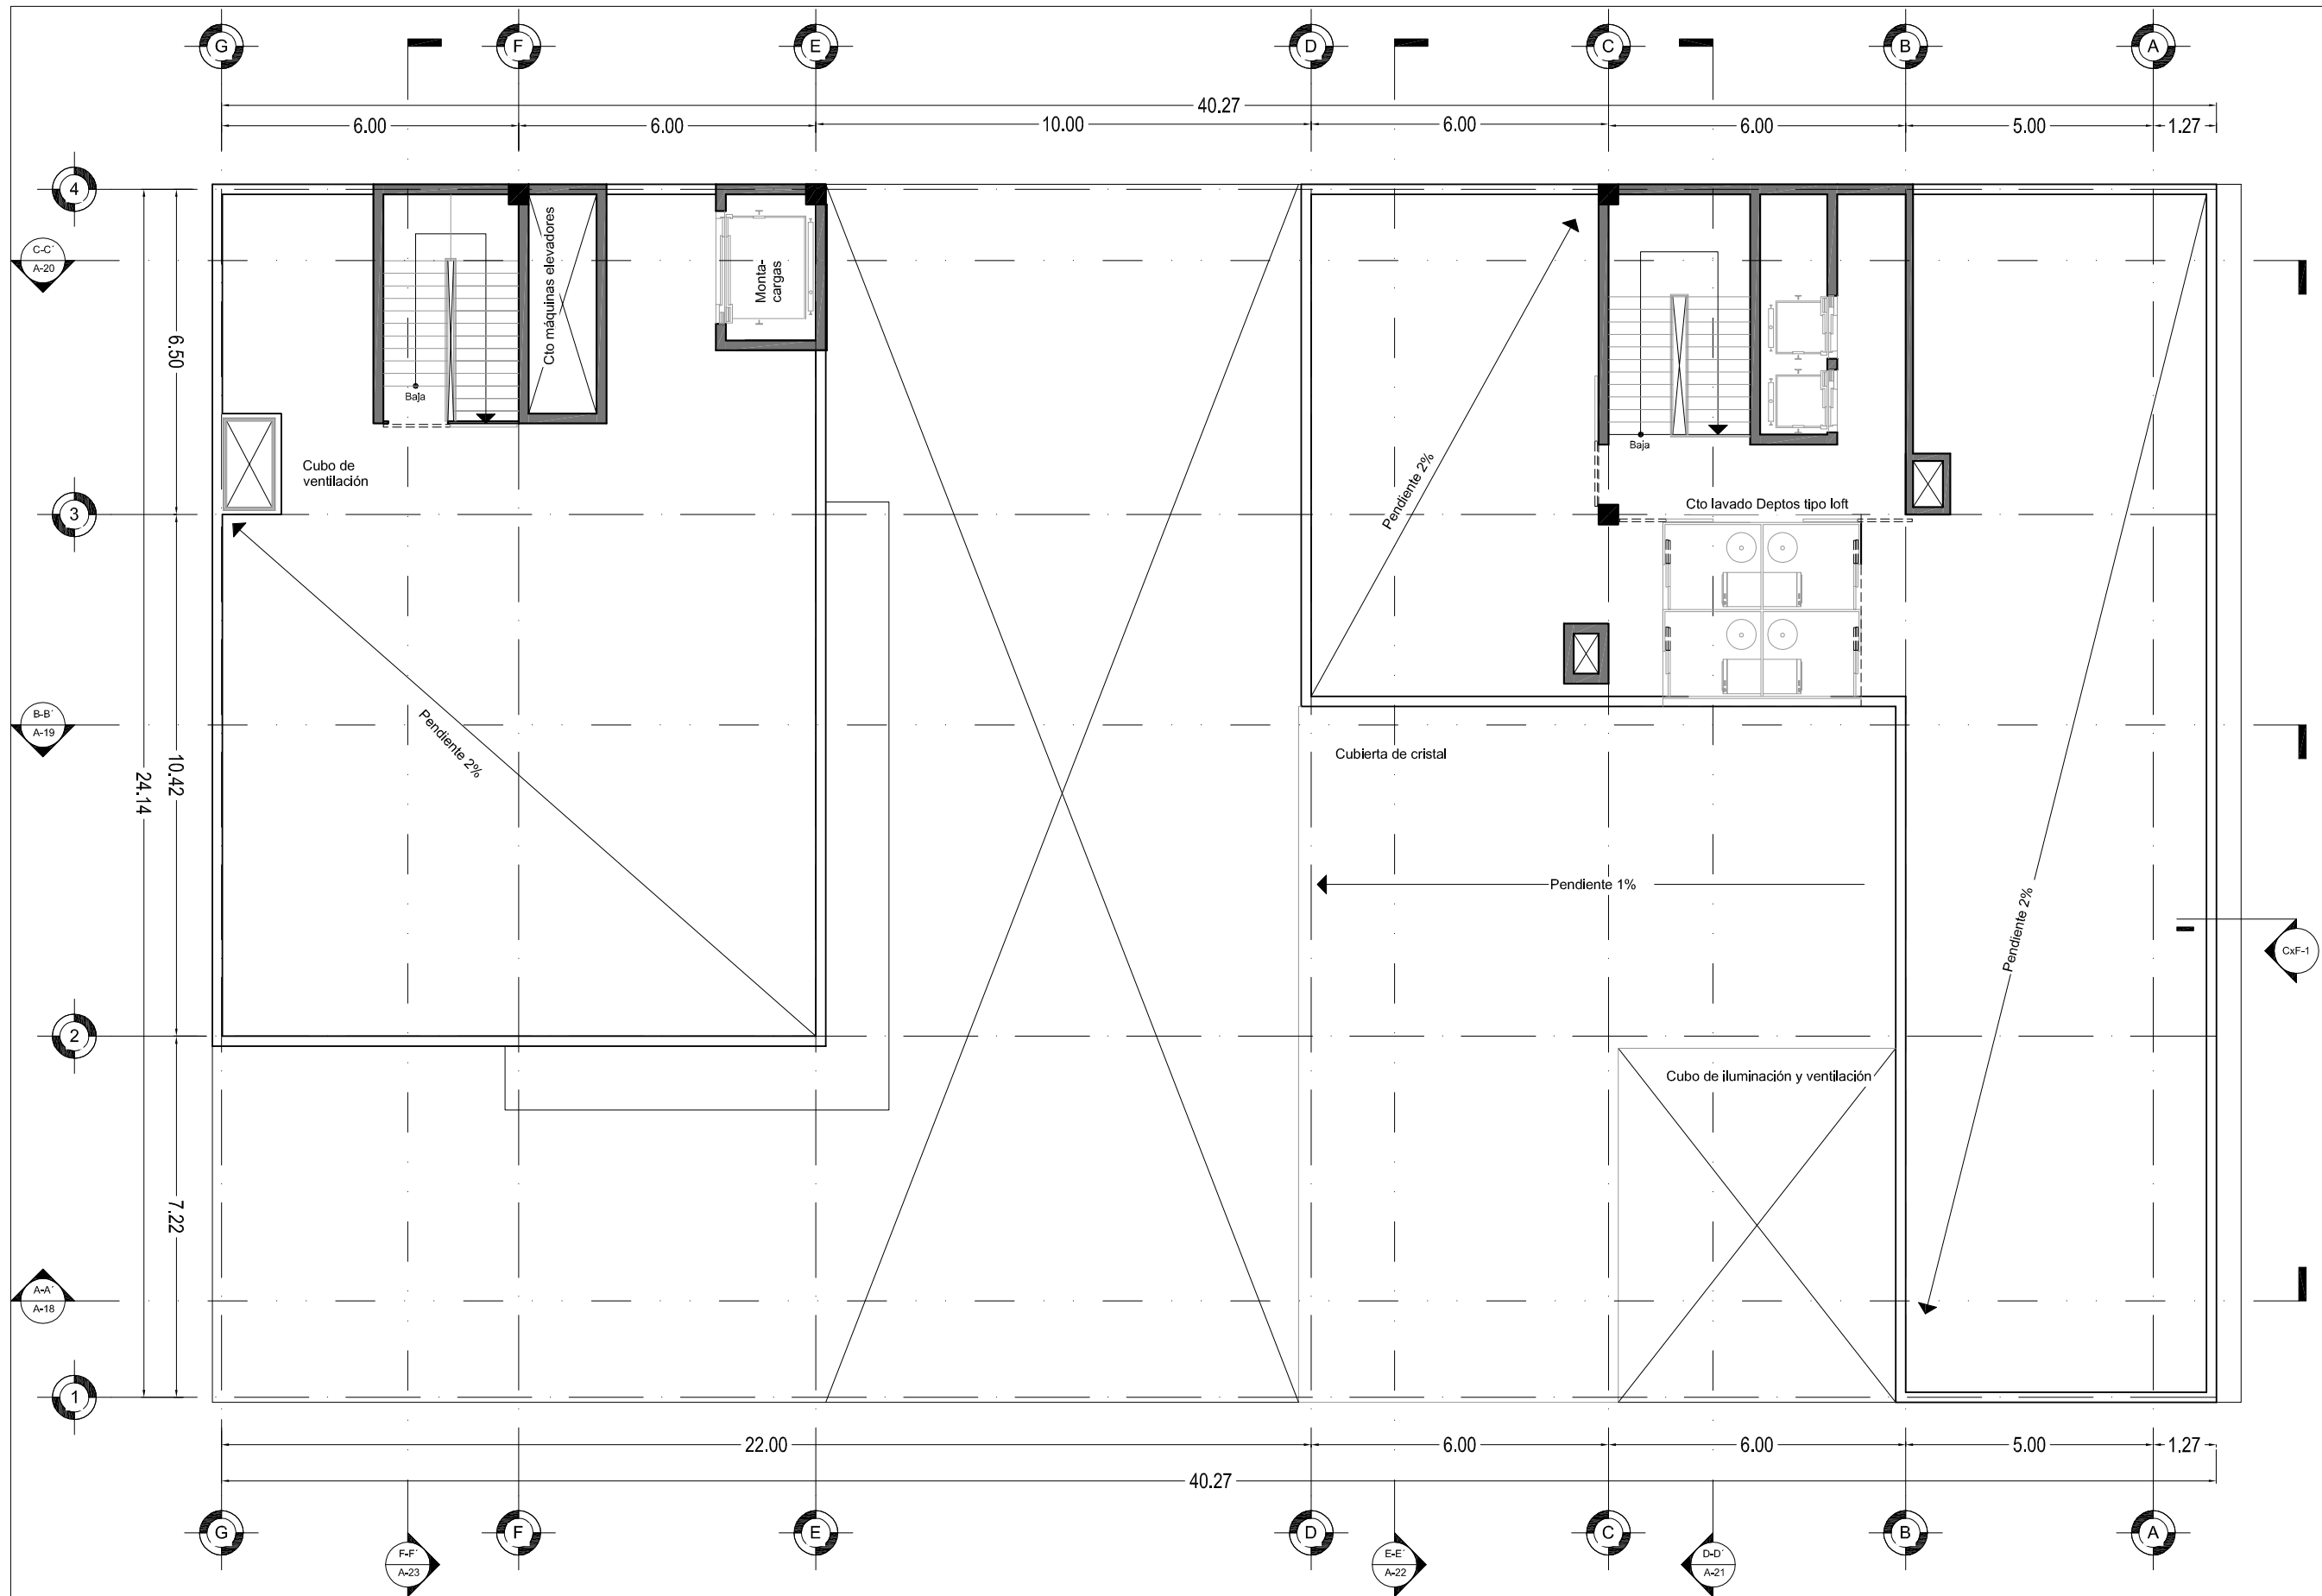 G F E D C B A
40.27
6.00 6.00 10.00 6.00 6.00 5.00 1.27
4
C-C'
A-20
Cto máquinas elevadores
Monta-
cargas
6.50
Baja
Baja
Cubo de
ventilación
Pendiente 2%
Cto lavado Deptos tipo loft
3
B-B'
A-19
Pendiente 2%
Cubierta de cristal
10.42
24.14
Pendiente 1%
Pendiente 2%
CxF-1
2
Cubo de iluminación y ventilación
7.22
A-A'
A-18
1
22.00 6.00 6.00 5.00 1.27
40.27
G F E D C B A
F-F'
A-23
E-E'
A-22
D-D'
A-21